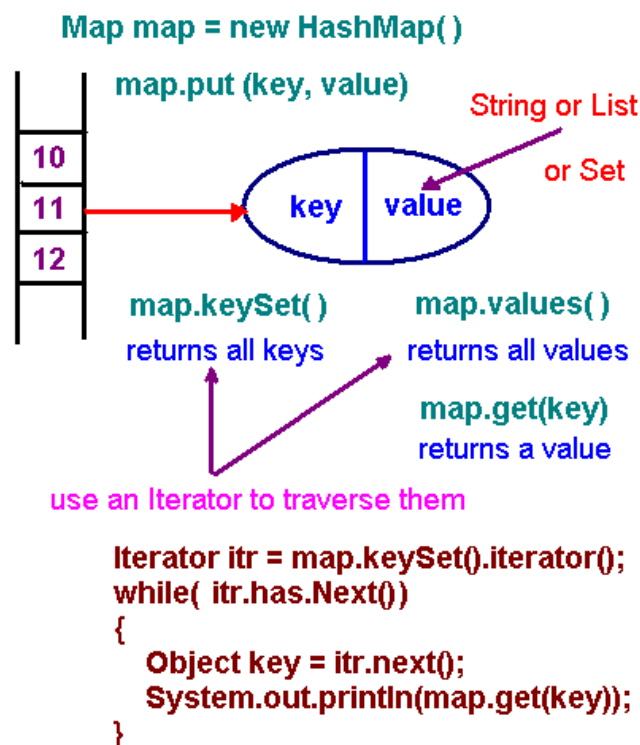 Map map = new HashMap()
map.put (key, value)
String or List
or Set
10
11
12
key
value
map.keySet()
returns all keys
map.values()
returns all values
map.get(key)
returns a value
use an Iterator to traverse them
Iterator itr = map.keySet().iterator();
while( itr.has.Next())
{
Object key = itr.next();
System.out.println(map.get(key));
}